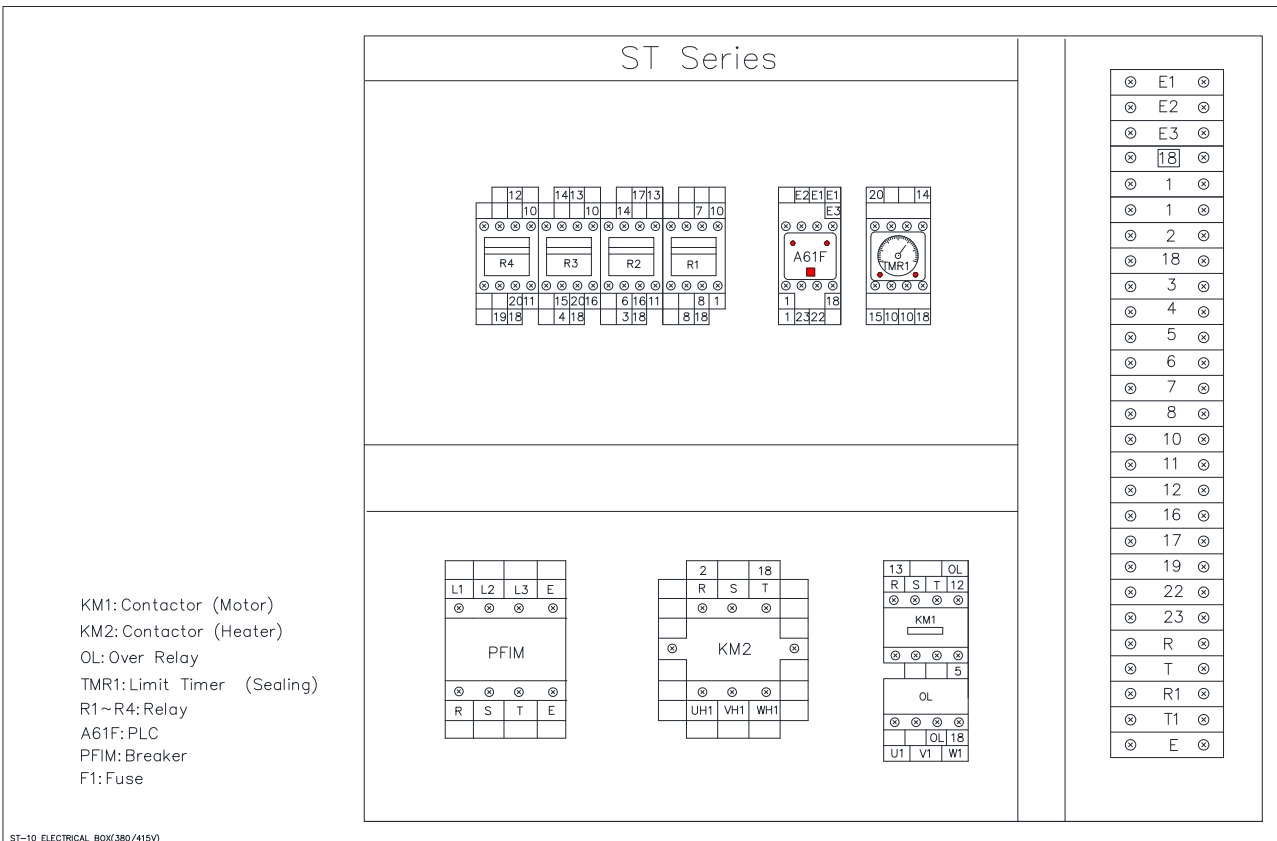 ST Series
12 14 13 17 13 E2 E1 E1 20 14
10 10 14 7 10 E3
R4 R3 R2 R1 A61F TMR1
20 11 15 20 16 6 16 11 8 1 1 18
19 18 4 18 3 18 8 18 1 23 22 15 10 10 18
E1
E2
E3
18
1
1
2
18
3
4
5
6
7
8
10
11
12
16
17
19
22
23
R
T
R1
T1
E
L1 L2 L3 E
PFIM
R S T E
2 18
R S T
KM2
UH1 VH1 WH1
13 OL
R S T 12
KM1
5
OL
OL 18
U1 V1 W1
KM1: Contactor (Motor)
KM2: Contactor (Heater)
OL: Over Relay
TMR1: Limit Timer (Sealing)
R1~R4: Relay
A61F: PLC
PFIM: Breaker
F1: Fuse
ST-10 ELECTRICAL BOX(380/415V)